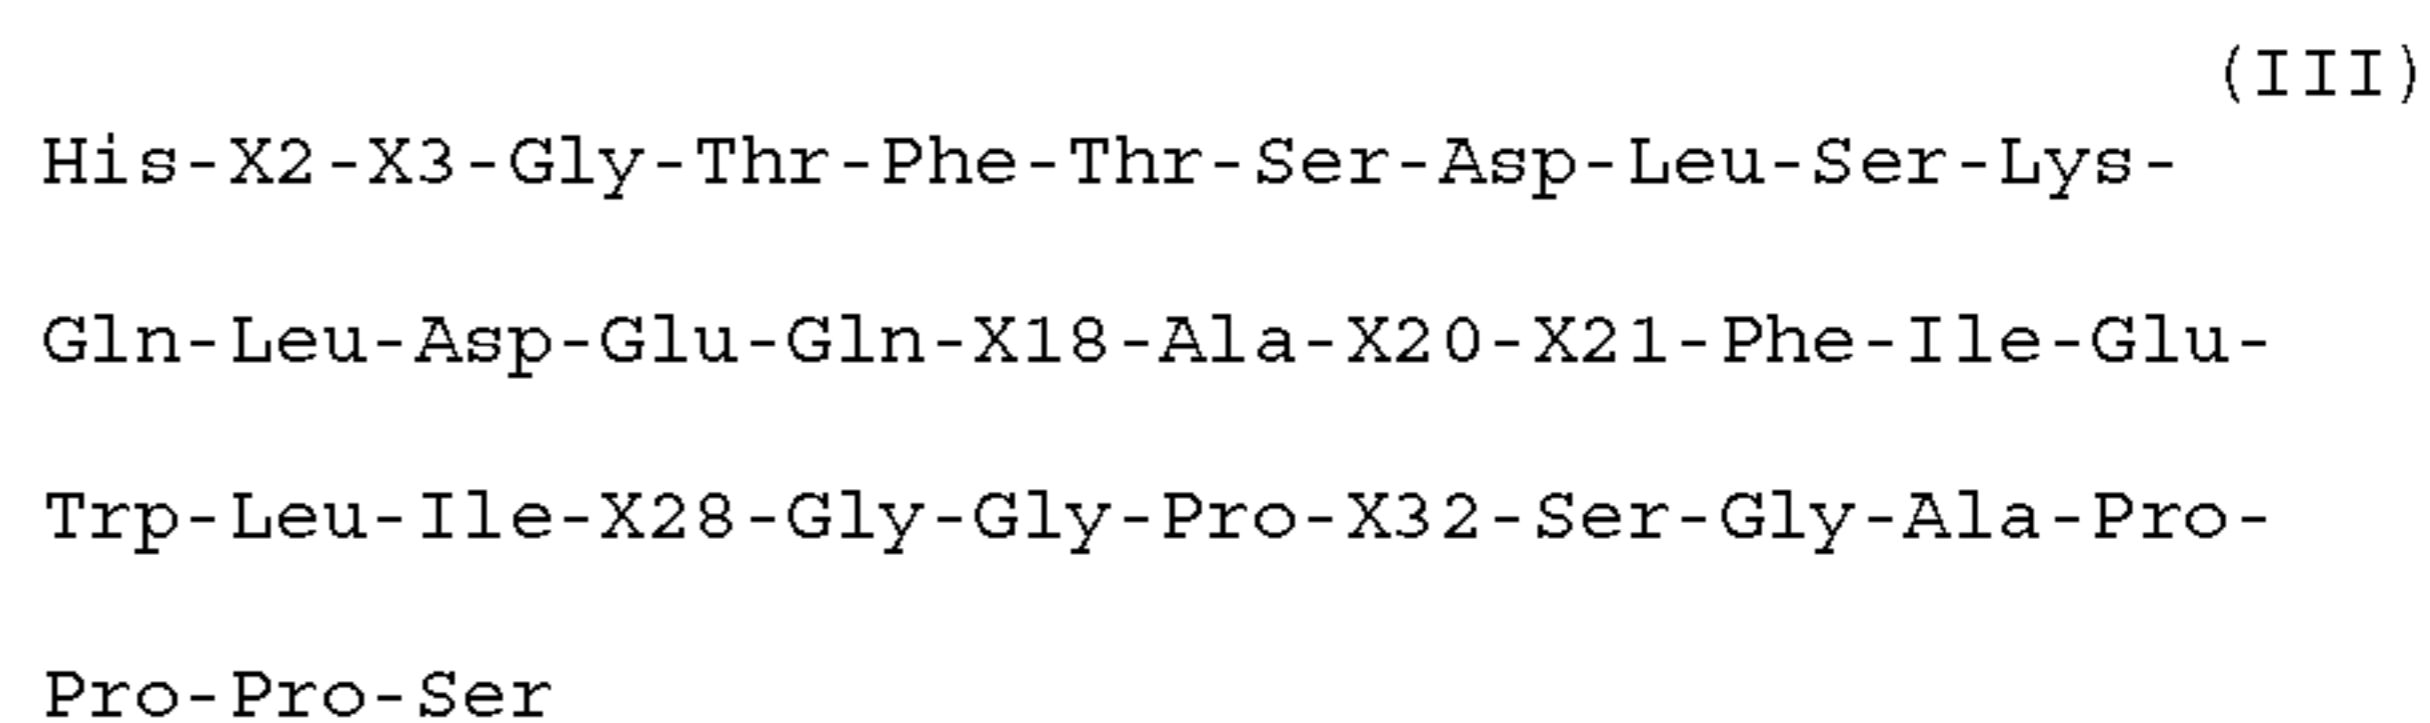 (III)
His-X2-X3-Gly-Thr-Phe-Thr-Ser-Asp-Leu-Ser-Lys-
Gln-Leu-Asp-Glu-Gln-X18-Ala-X20-X21-Phe-Ile-Glu-
Trp-Leu-Ile-X28-Gly-Gly-Pro-X32-Ser-Gly-Ala-Pro-
Pro-Pro-Ser